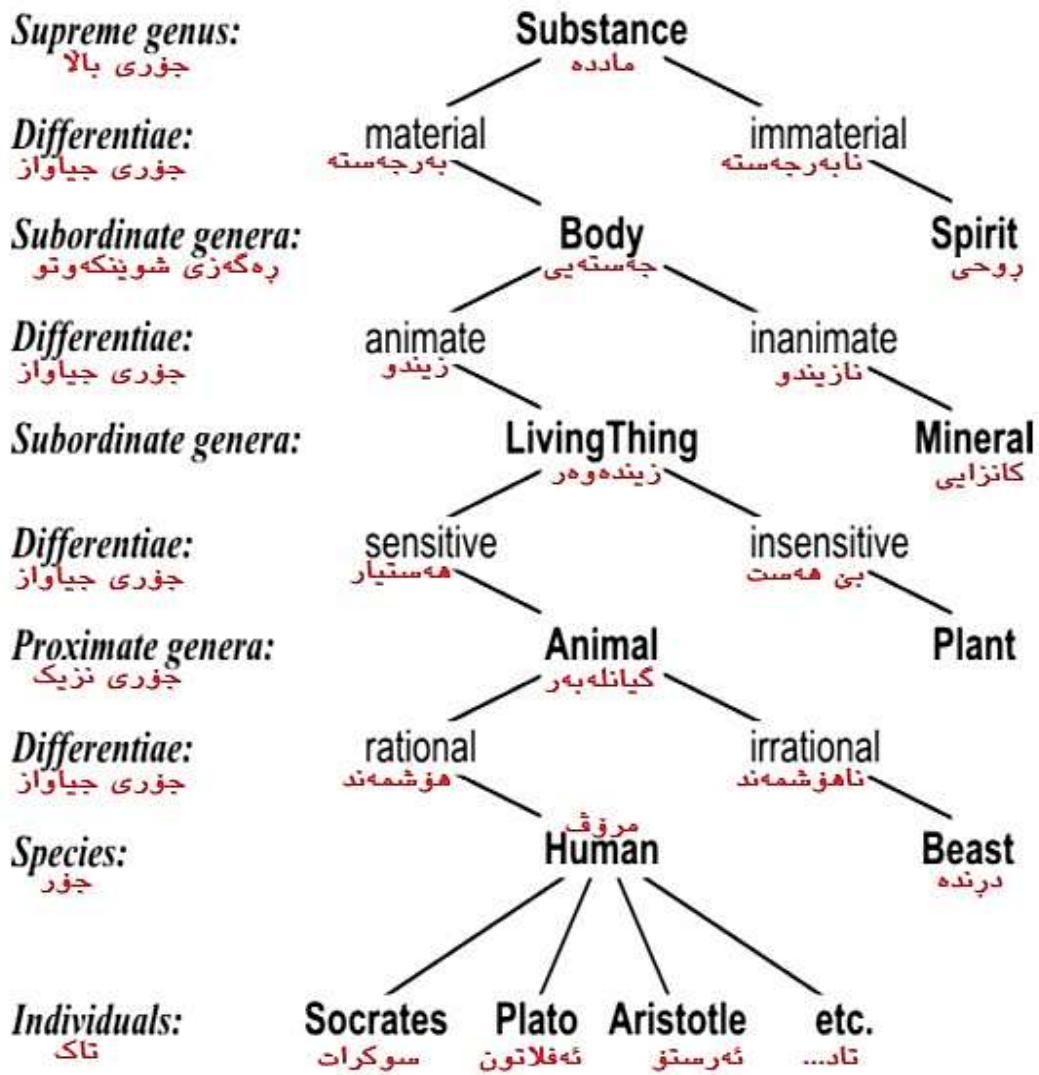 Supreme genus: Substance
جۆری باڵا ماددە
Differentiae: material immaterial
جۆری جیاواز بەرجەستە نابەرجەستە
Subordinate genera: Body Spirit
ڕەگەزی شوێنکەوتو جەستەیی ڕوحی
Differentiae: animate inanimate
جۆری جیاواز زیندو نازیندو
Subordinate genera: LivingThing Mineral
زیندەوەر کانزایی
Differentiae: sensitive insensitive
جۆری جیاواز هەستیار بێ هەست
Proximate genera: Animal Plant
جۆری نزیک گیانلەبەر
Differentiae: rational irrational
جۆری جیاواز هۆشمەند ناهۆشمەند
مرۆڤ
Species: Human Beast
جۆر دڕندە
Individuals: Socrates Plato Aristotle etc.
تاک سوکرات ئەفلاتون ئەرستۆ تاد...